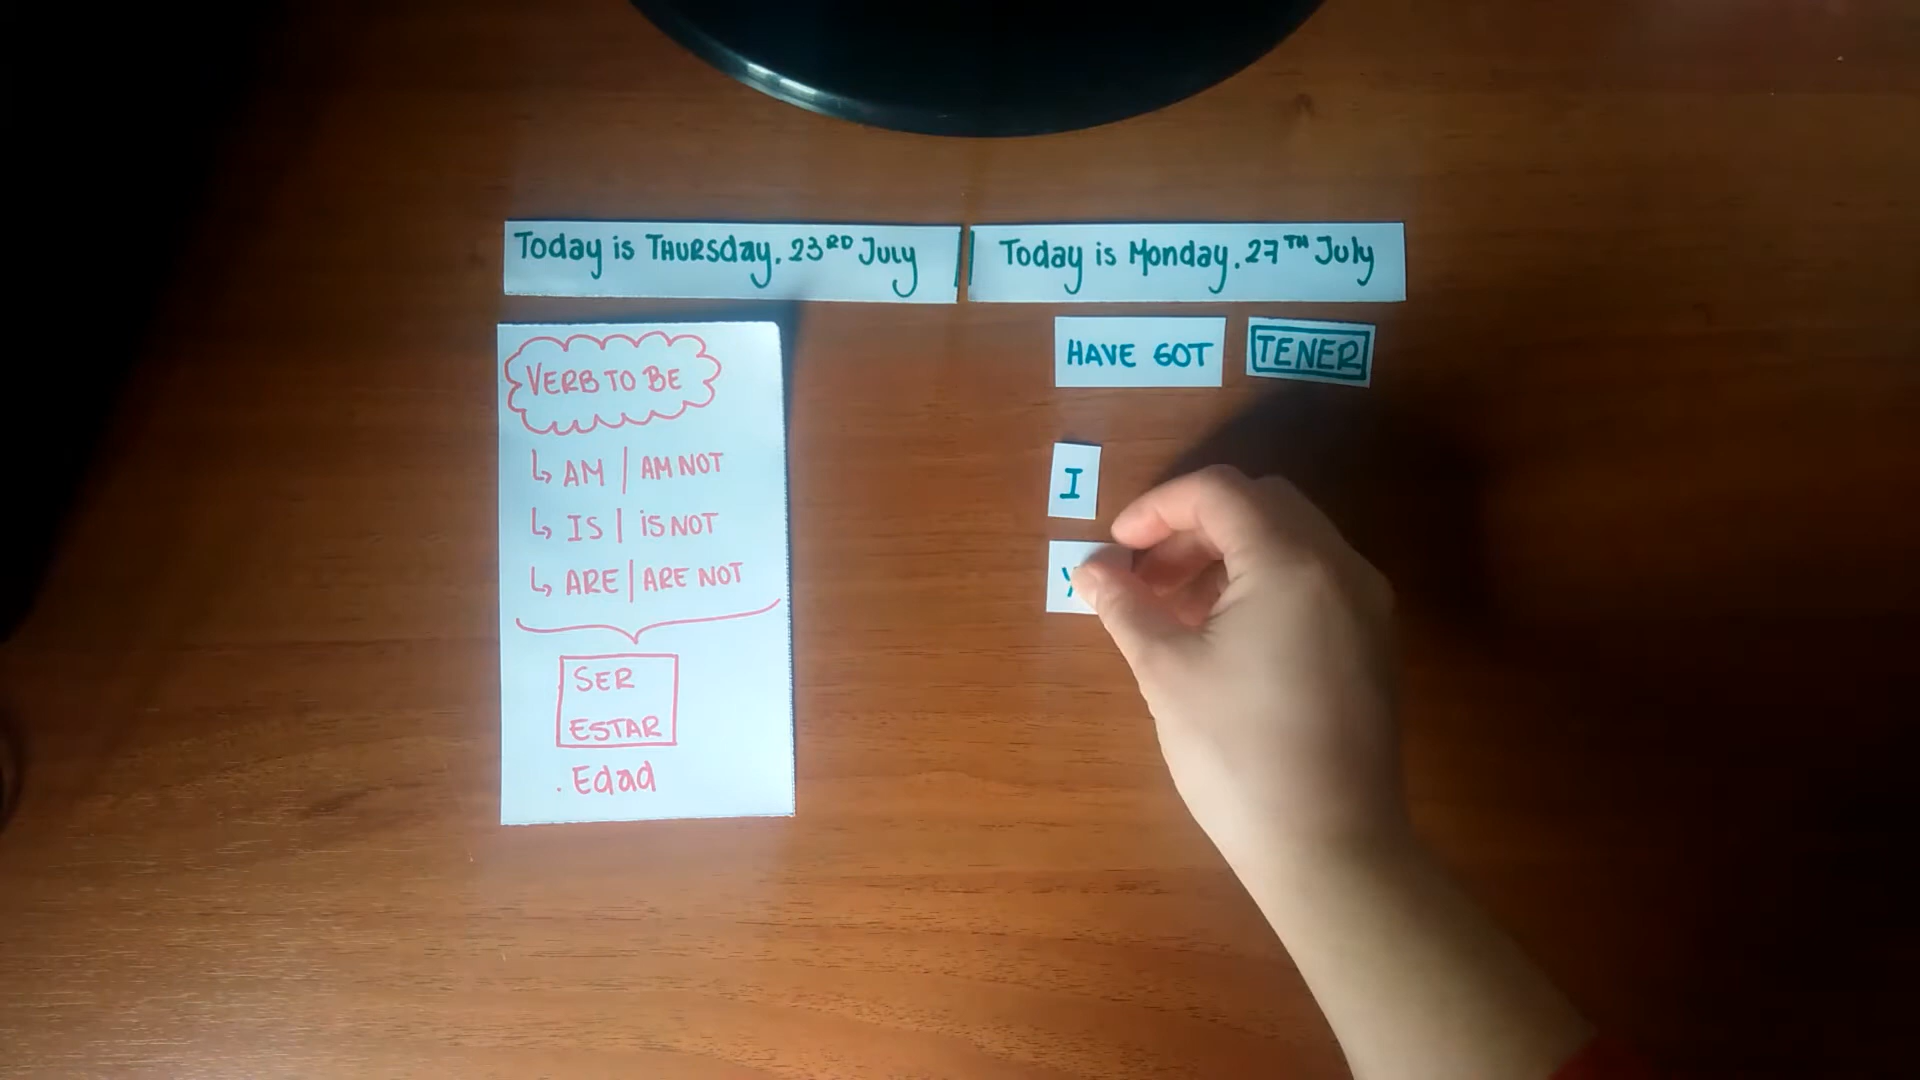 Today is Thursday, 23RD July
Today is Monday, 27TH July
VERB TO BE
↳ AM | AM NOT
↳ IS | IS NOT
↳ ARE | ARE NOT
SER
ESTAR
. Edad
HAVE GOT
TENER
I